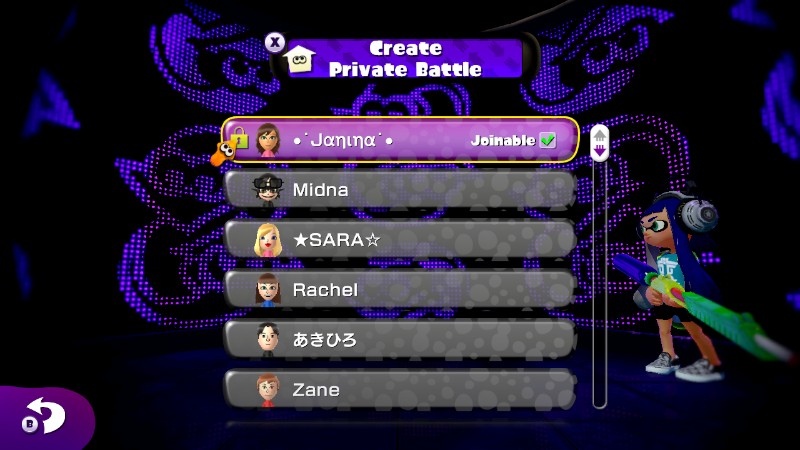 X
Create
Private Battle
●´Jαηιηα`● Joinable
Midna
★SARA☆
Rachel
あきひろ
Zane
B